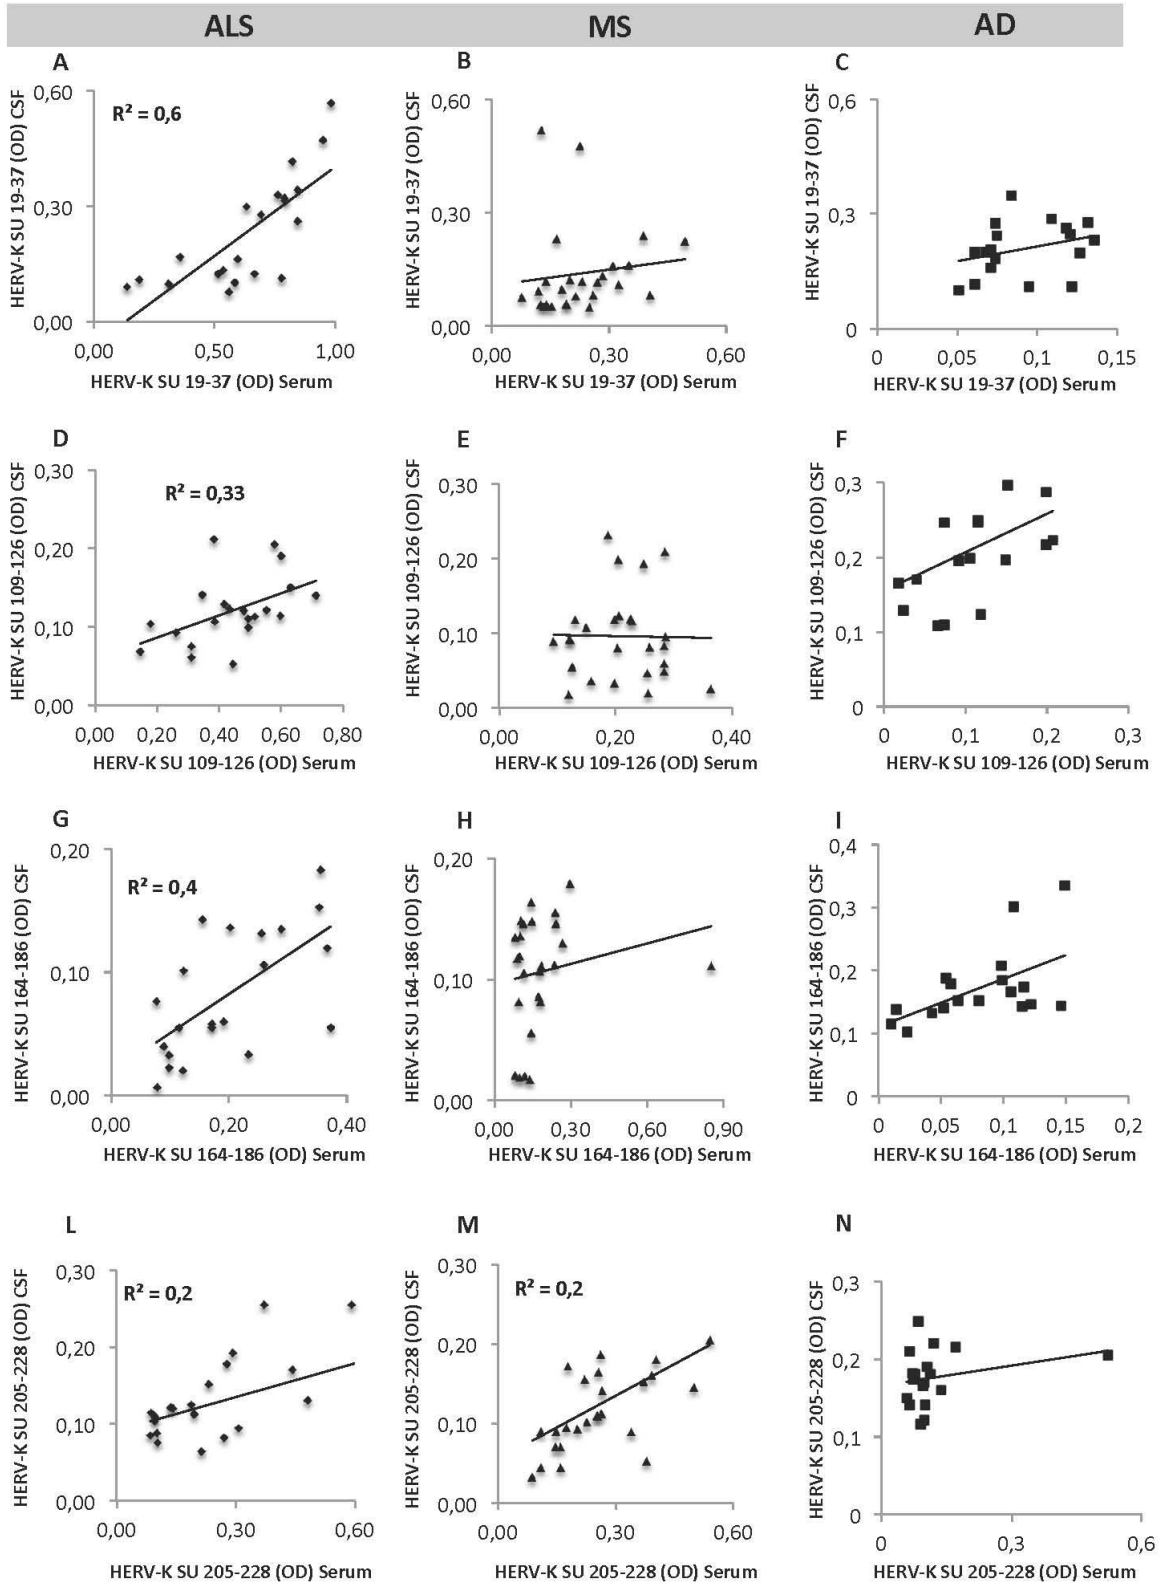 ALS MS AD
A B C
HERV-K SU 19-37 (OD) CSF
0,60
0,30
0,00
R² = 0,6
0,00 0,50 1,00
HERV-K SU 19-37 (OD) Serum
HERV-K SU 19-37 (OD) CSF
0,60
0,30
0,00
0,00 0,30 0,60
HERV-K SU 19-37 (OD) Serum
HERV-K SU 19-37 (OD) CSF
0,6
0,3
0
0 0,05 0,1 0,15
HERV-K SU 19-37 (OD) Serum
D E F
HERV-K SU 109-126 (OD) CSF
0,30
0,20
0,10
0,00
R² = 0,33
0,00 0,20 0,40 0,60 0,80
HERV-K SU 109-126 (OD) Serum
HERV-K SU 109-126 (OD) CSF
0,30
0,20
0,10
0,00
0,00 0,20 0,40
HERV-K SU 109-126 (OD) Serum
HERV-K SU 109-126 (OD) CSF
0,3
0,2
0,1
0
0 0,1 0,2 0,3
HERV-K SU 109-126 (OD) Serum
G H I
HERV-K SU 164-186 (OD) CSF
0,20
0,10
0,00
R² = 0,4
0,00 0,20 0,40
HERV-K SU 164-186 (OD) Serum
HERV-K SU 164-186 (OD) CSF
0,20
0,10
0,00
0,00 0,30 0,60 0,90
HERV-K SU 164-186 (OD) Serum
HERV-K SU 164-186 (OD) CSF
0,4
0,3
0,2
0,1
0
0 0,05 0,1 0,15 0,2
HERV-K SU 164-186 (OD) Serum
L M N
HERV-K SU 205-228 (OD) CSF
0,30
0,20
0,10
0,00
R² = 0,2
0,00 0,30 0,60
HERV-K SU 205-228 (OD) Serum
HERV-K SU 205-228 (OD) CSF
0,30
0,20
0,10
0,00
R² = 0,2
0,00 0,30 0,60
HERV-K SU 205-228 (OD) Serum
HERV-K SU 205-228 (OD) CSF
0,3
0,2
0,1
0
0 0,3 0,6
HERV-K SU 205-228 (OD) Serum